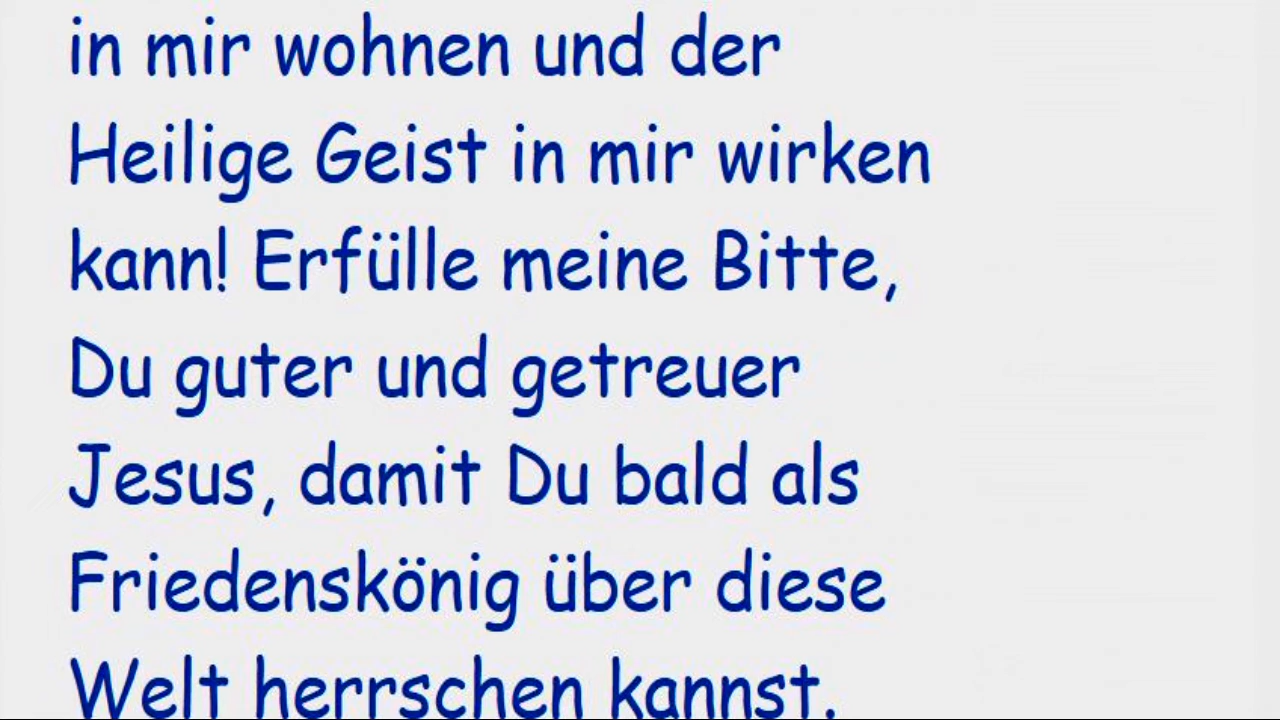 in mir wohnen und der
Heilige Geist in mir wirken
kann! Erfülle meine Bitte,
Du guter und getreuer
Jesus, damit Du bald als
Friedenskönig über diese
Welt herrschen kannst.